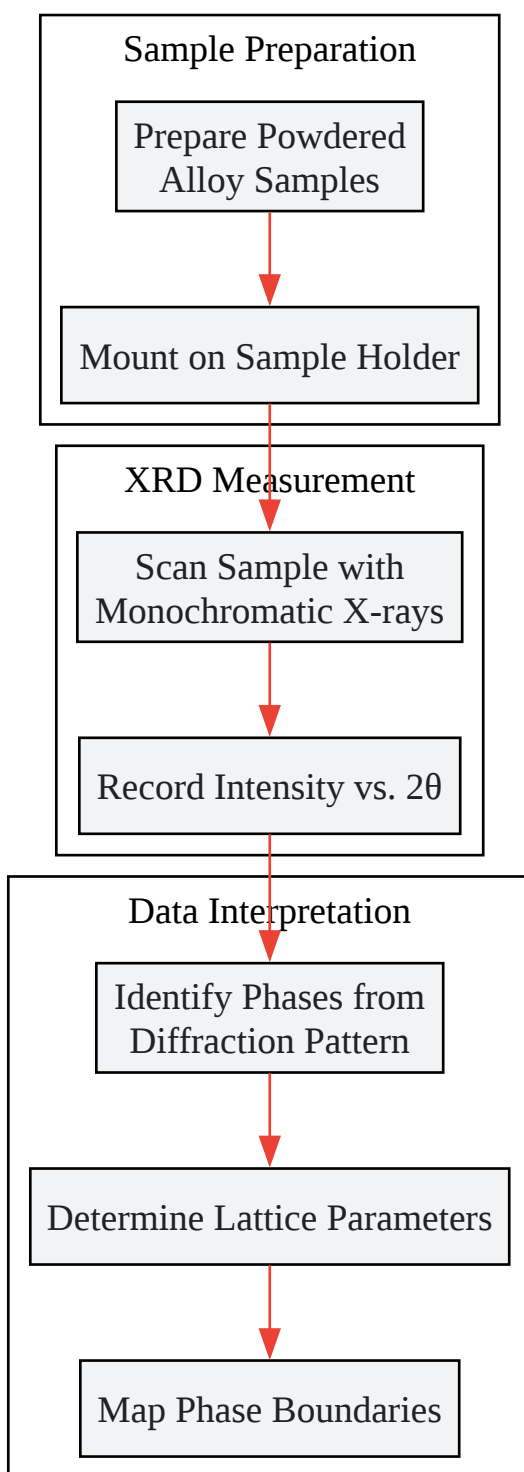 Sample Preparation
Prepare Powdered
Alloy Samples
Mount on Sample Holder
XRD Measurement
Scan Sample with
Monochromatic X-rays
Record Intensity vs. 2θ
Data Interpretation
Identify Phases from
Diffraction Pattern
Determine Lattice Parameters
Map Phase Boundaries